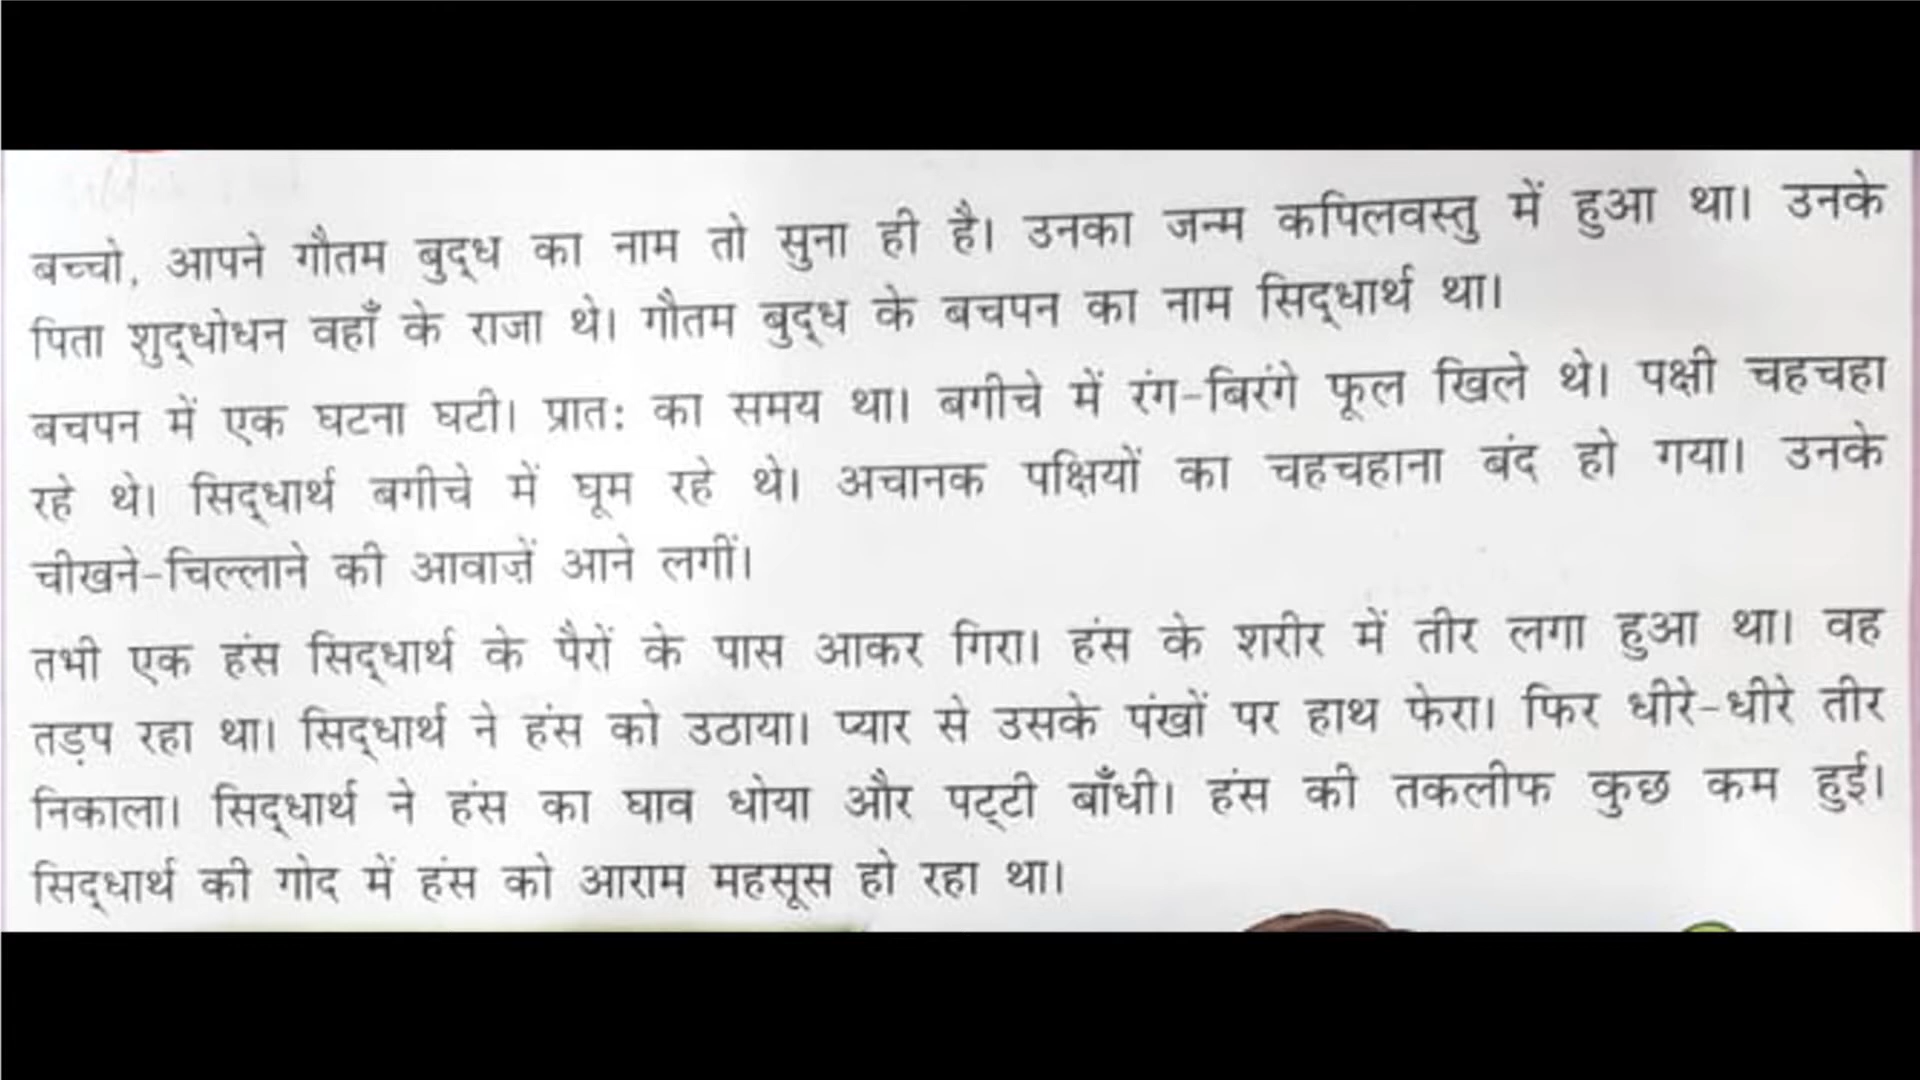 बच्चो, आपने गौतम बुद्‌ध का नाम तो सुना ही है। उनका जन्म कपिलवस्तु में हुआ था। उनके
पिता शुद्‌धोधन वहाँ के राजा थे। गौतम बुद्‌ध के बचपन का नाम सिद्‌धार्थ था।
बचपन में एक घटना घटी। प्रातः का समय था। बगीचे में रंग-बिरंगे फूल खिले थे। पक्षी चहचहा
रहे थे। सिद्‌धार्थ बगीचे में घूम रहे थे। अचानक पक्षियों का चहचहाना बंद हो गया। उनके
चीखने-चिल्लाने की आवाज़ें आने लगीं।
तभी एक हंस सिद्‌धार्थ के पैरों के पास आकर गिरा। हंस के शरीर में तीर लगा हुआ था। वह
तड़प रहा था। सिद्‌धार्थ ने हंस को उठाया। प्यार से उसके पंखों पर हाथ फेरा। फिर धीरे-धीरे तीर
निकाला। सिद्‌धार्थ ने हंस का घाव धोया और पट्‌टी बाँधी। हंस की तकलीफ कुछ कम हुई।
सिद्‌धार्थ की गोद में हंस को आराम महसूस हो रहा था।